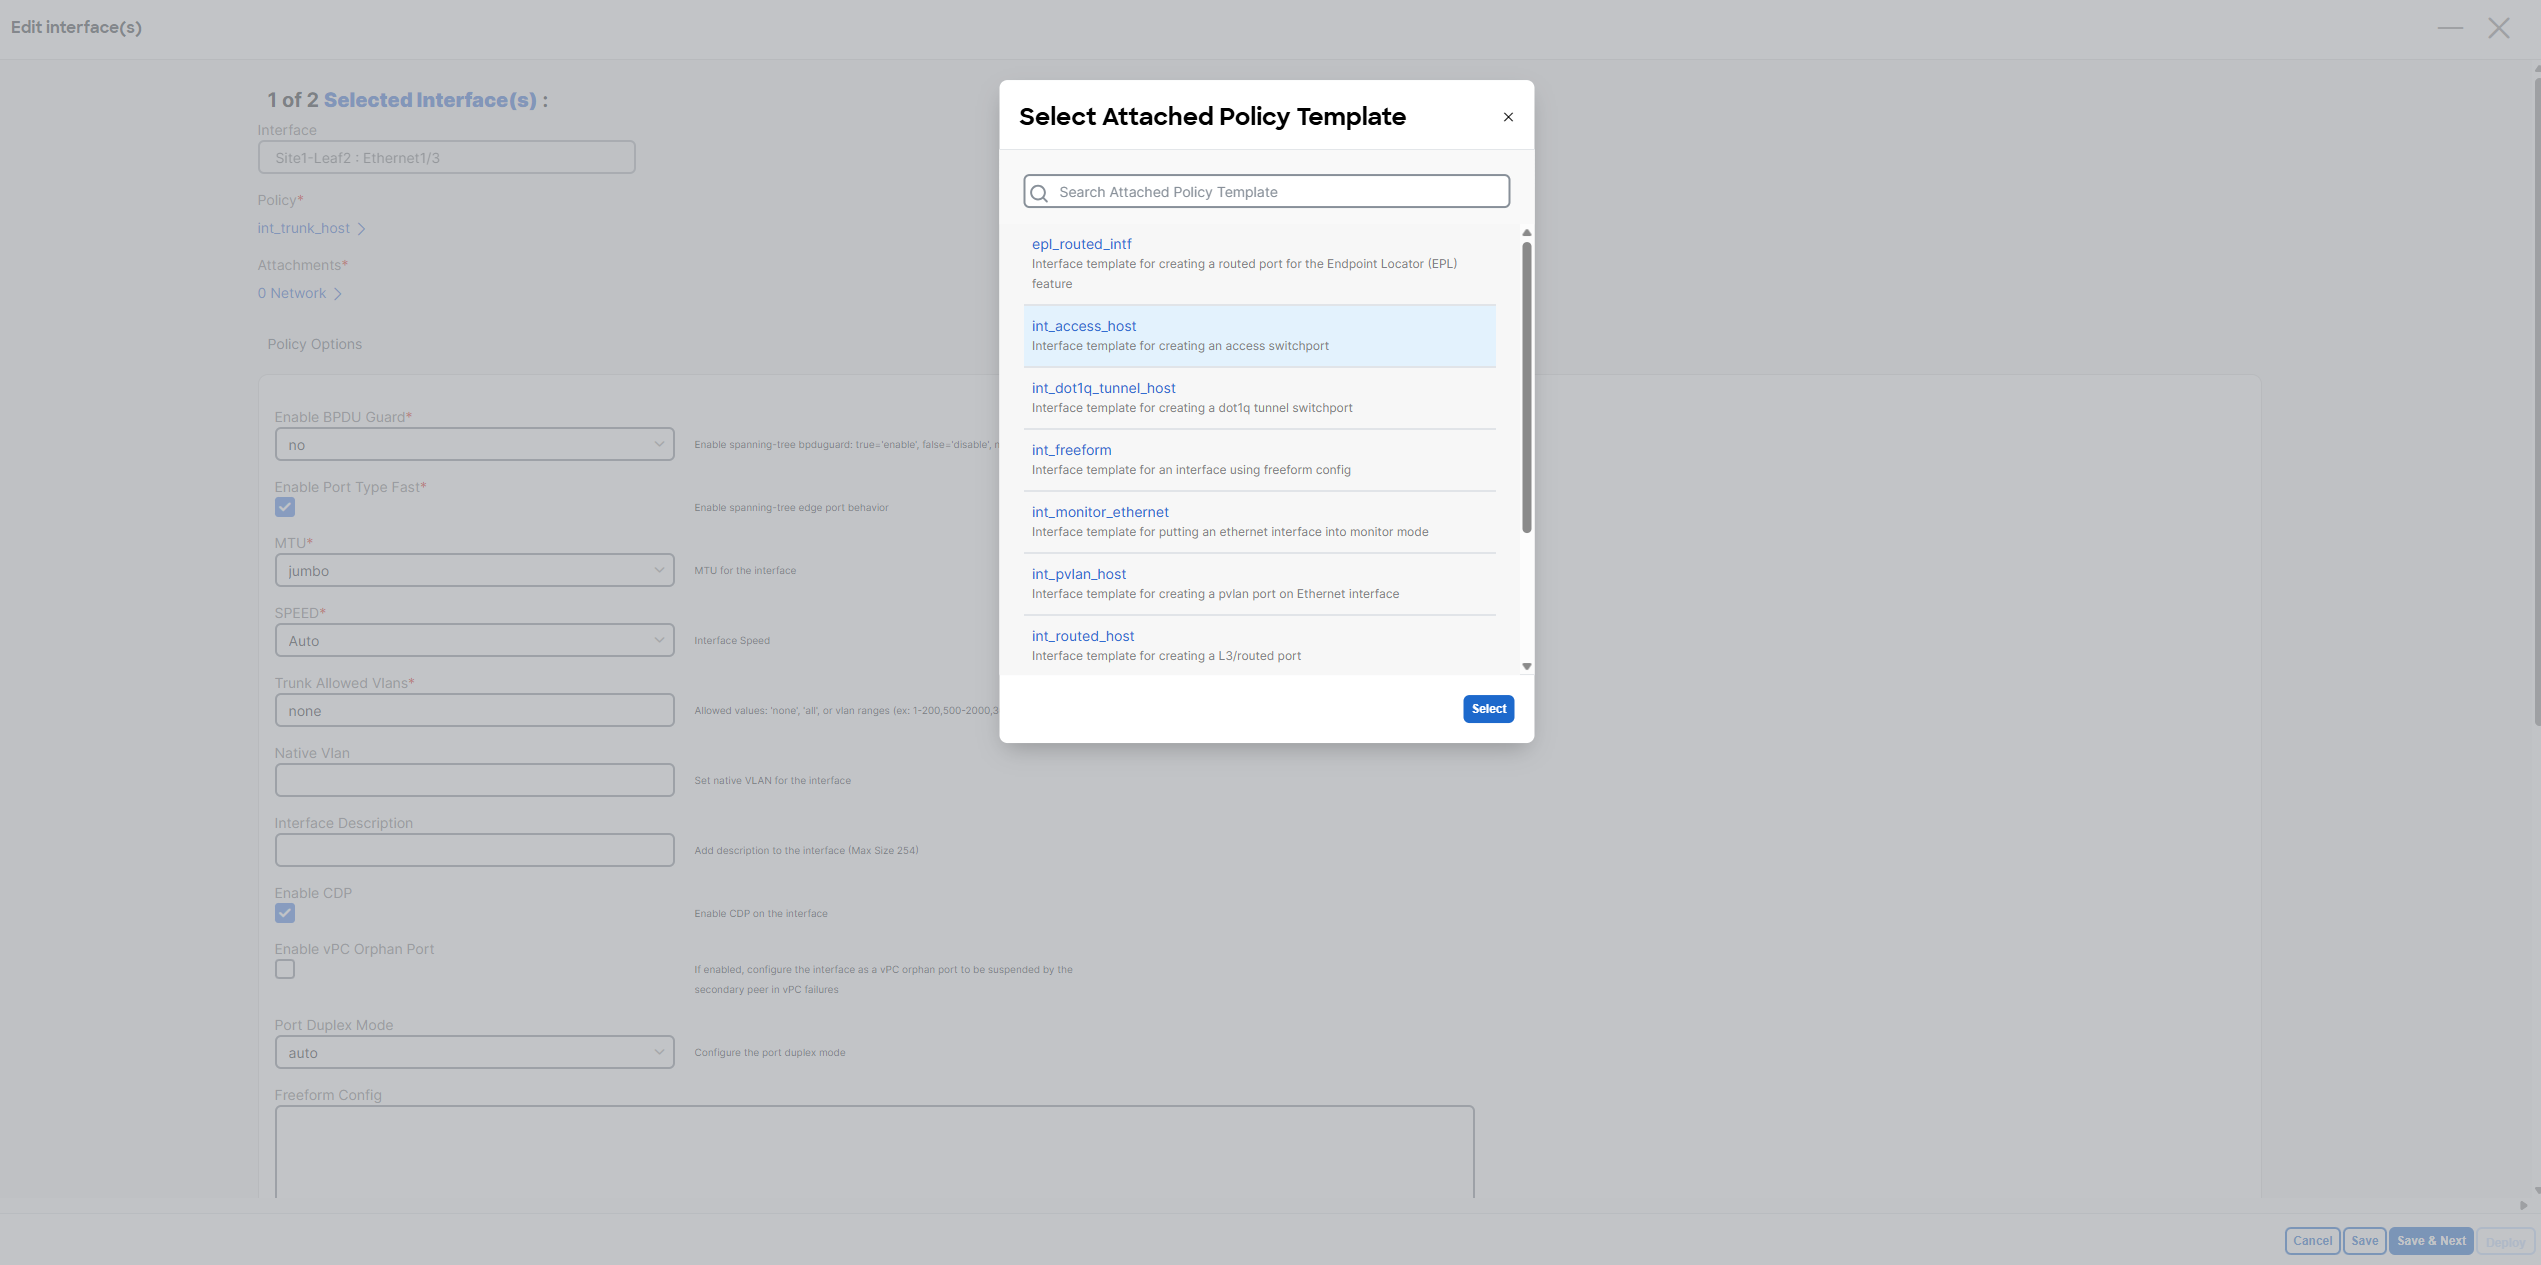 Edit interface(s)
1 of 2 Selected Interface(s) :
Interface
Site1-Leaf2 : Ethernet1/3
Policy*
int_trunk_host
Attachments*
0 Network
Policy Options
Enable BPDU Guard*
no
Enable spanning-tree bpduguard: true='enable', false='disable',
Enable Port Type Fast*
Enable spanning-tree edge port behavior
MTU*
jumbo
MTU for the interface
SPEED*
Auto
Interface Speed
Trunk Allowed Vlans*
none
Allowed values: 'none', 'all', or vlan ranges (ex: 1-200,500-2000,
Native Vlan
Set native VLAN for the interface
Interface Description
Add description to the interface (Max Size 254)
Enable CDP
Enable CDP on the interface
Enable vPC Orphan Port
If enabled, configure the interface as a vPC orphan port to be suspended by the
secondary peer in vPC failures
Port Duplex Mode
auto
Configure the port duplex mode
Freeform Config
Select Attached Policy Template
Search Attached Policy Template
epl_routed_intf
Interface template for creating a routed port for the Endpoint Locator (EPL)
feature
int_access_host
Interface template for creating an access switchport
int_dot1q_tunnel_host
Interface template for creating a dot1q tunnel switchport
int_freeform
Interface template for an interface using freeform config
int_monitor_ethernet
Interface template for putting an ethernet interface into monitor mode
int_pvlan_host
Interface template for creating a pvlan port on Ethernet interface
int_routed_host
Interface template for creating a L3/routed port
Select
Cancel
Save
Save & Next
Deploy